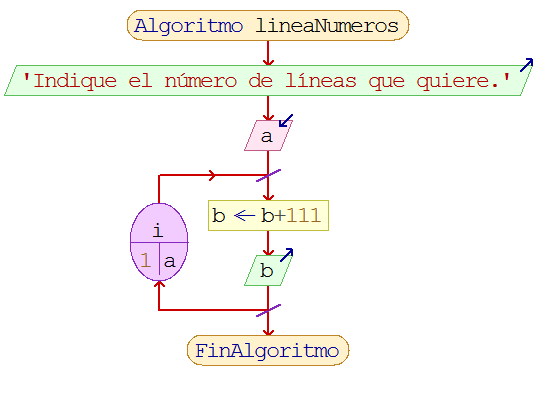 Algoritmo lineaNumeros
'Indique el número de líneas que quiere.'
a
b ← b+111
i
1 a
b
FinAlgoritmo